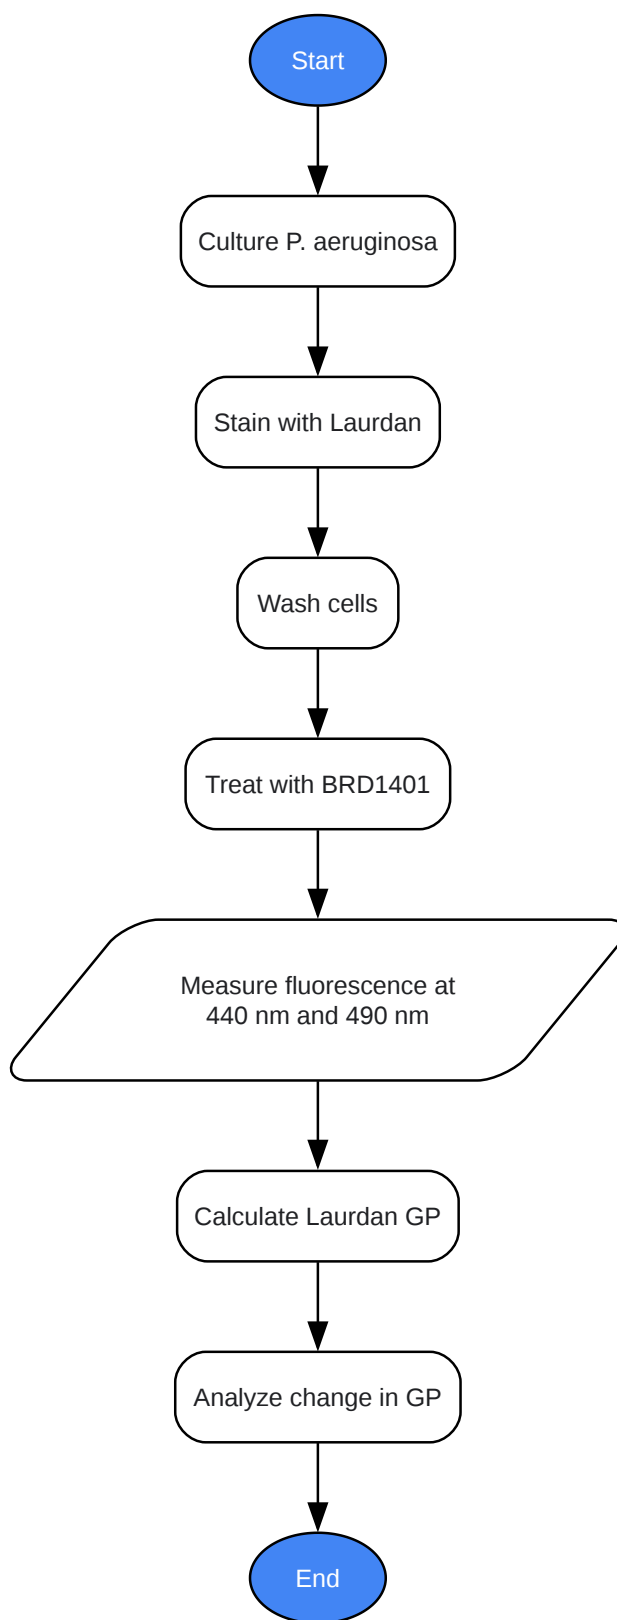 Start
Culture P. aeruginosa
Stain with Laurdan
Wash cells
Treat with BRD1401
Measure fluorescence at
440 nm and 490 nm
Calculate Laurdan GP
Analyze change in GP
End